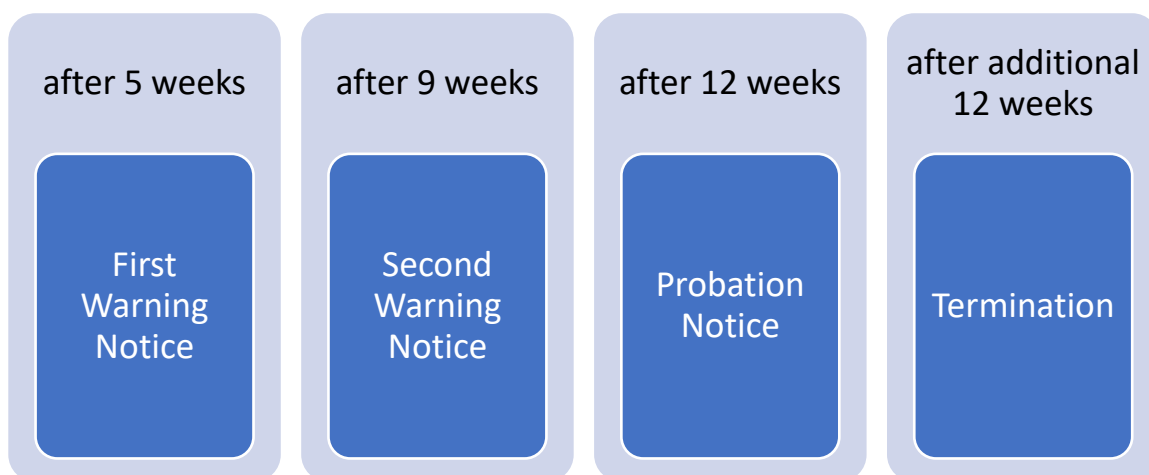 after 5 weeks
First
Warning
Notice
after 9 weeks
Second
Warning
Notice
after 12 weeks
Probation
Notice
after additional
12 weeks
Termination